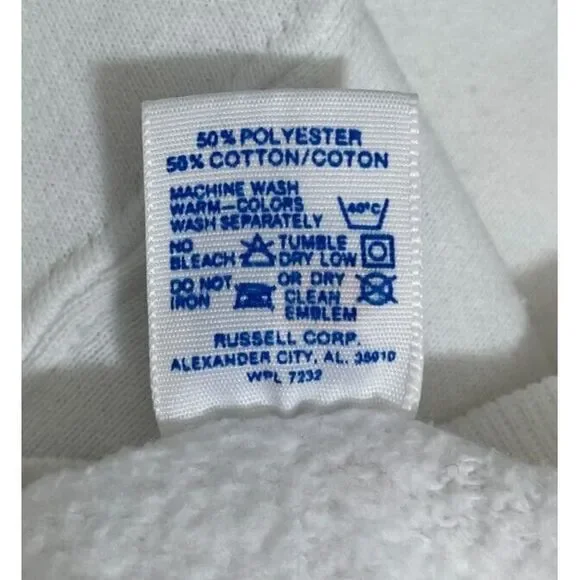 50% POLYESTER
50% COTTON/COTON
MACHINE WASH
WARM-COLORS
WASH SEPARATELY
40°C
NO
BLEACH
TUMBLE
DRY LOW
DO NOT
IRON
OR DRY
CLEAN
EMBLEM
RUSSELL CORP.
ALEXANDER CITY, AL. 35010
WPL 7232